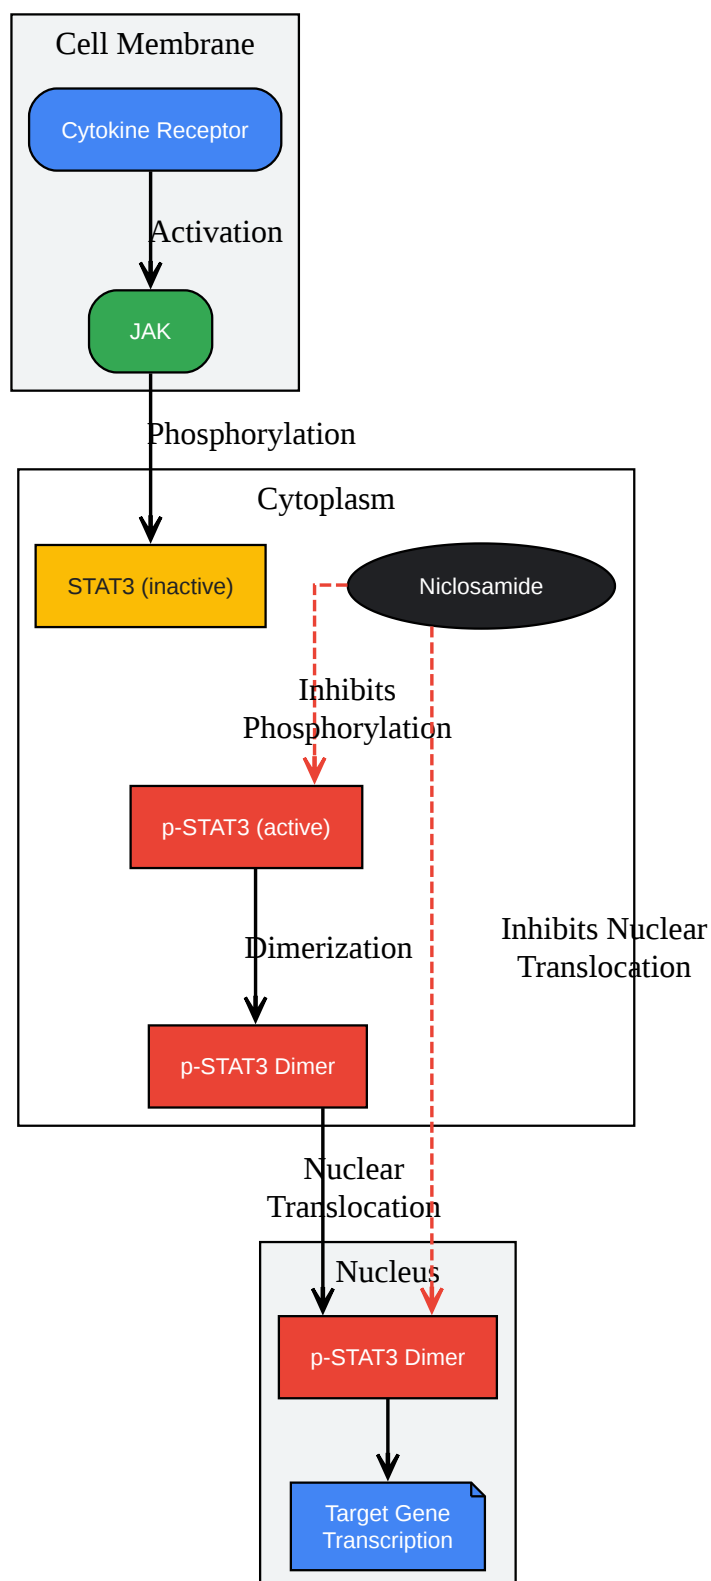 Cell Membrane
Cytokine Receptor
Activation
JAK
Phosphorylation
Cytoplasm
STAT3 (inactive)
Niclosamide
Inhibits
Phosphorylation
p-STAT3 (active)
Inhibits Nuclear
Translocation
Dimerization
p-STAT3 Dimer
Nuclear
Translocation
Nucleus
p-STAT3 Dimer
Target Gene
Transcription